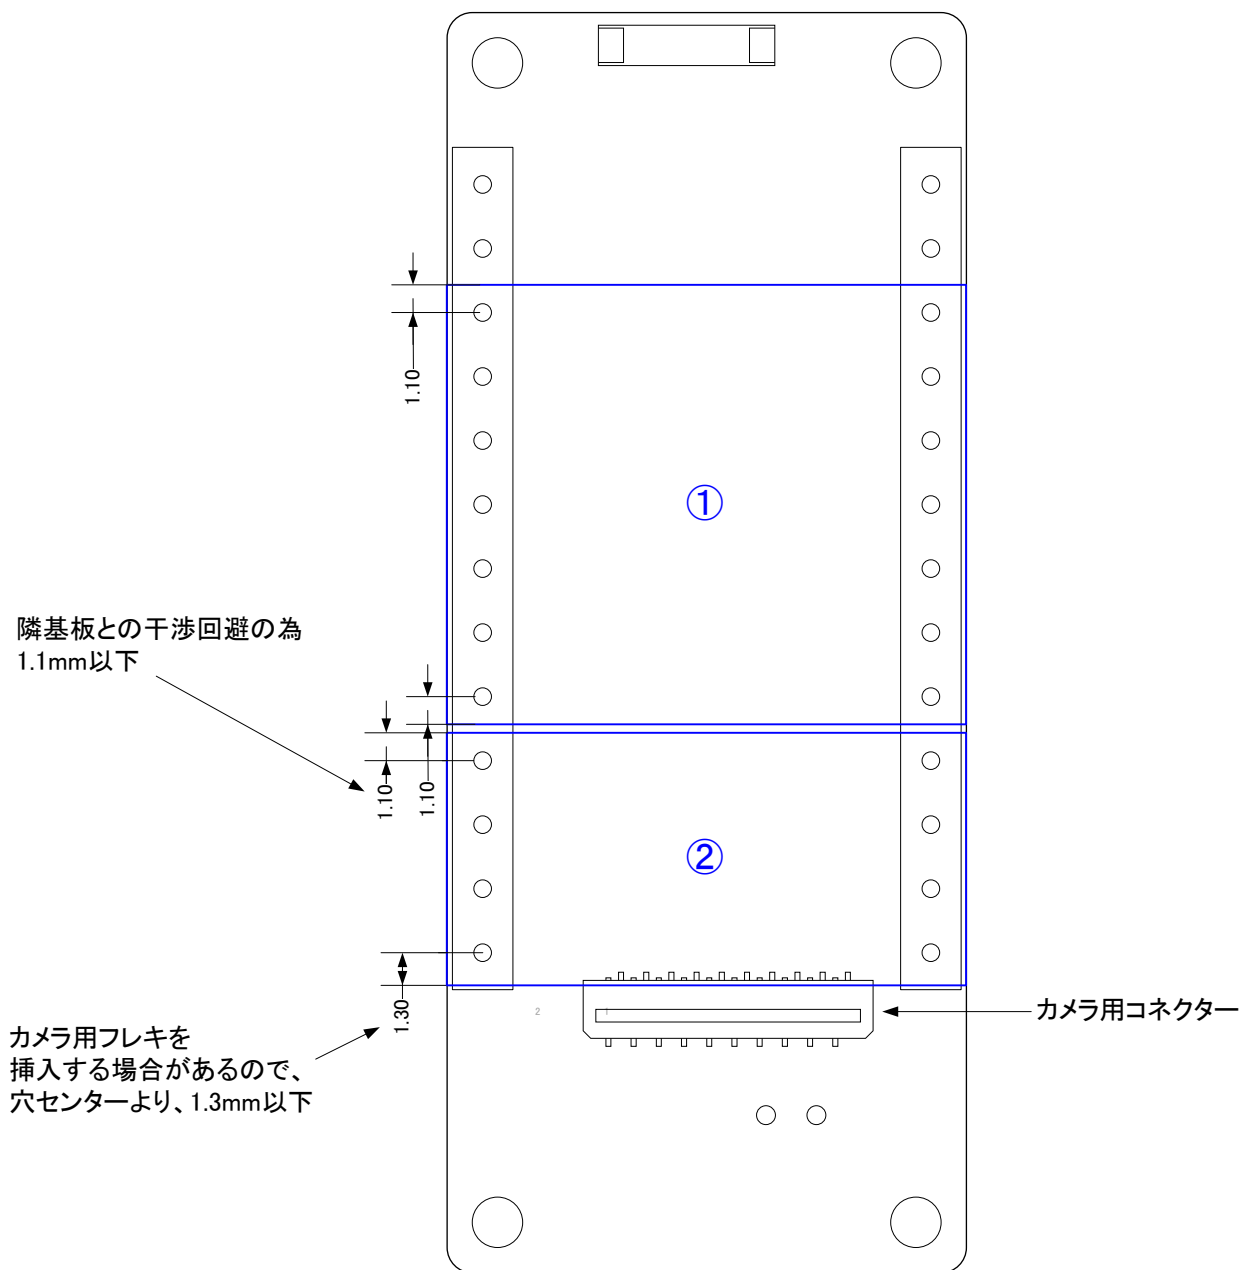 1.10
①
隣基板との干渉回避の為
1.1mm以下
1.10
1.10
②
1.30
2
1
カメラ用コネクター
カメラ用フレキを
挿入する場合があるので、
穴センターより、1.3mm以下